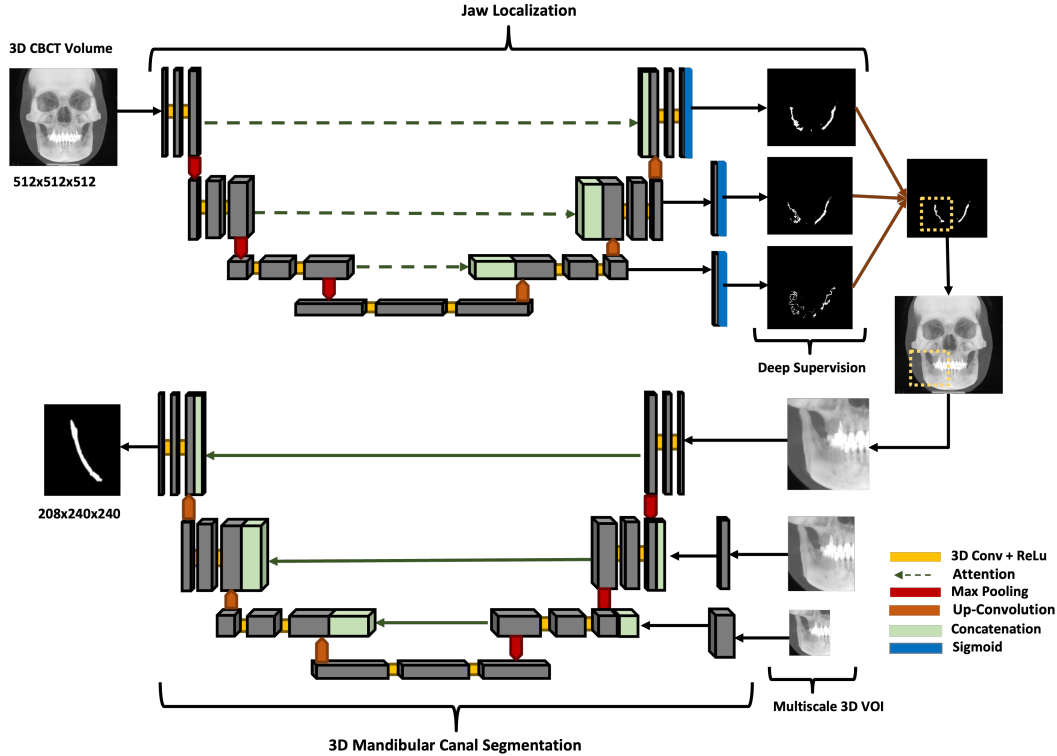 Jaw Localization
3D CBCT Volume
512x512x512
Deep Supervision
208x240x240
3D Conv + ReLu
Attention
Max Pooling
Up-Convolution
Concatenation
Sigmoid
Multiscale 3D VOI
3D Mandibular Canal Segmentation